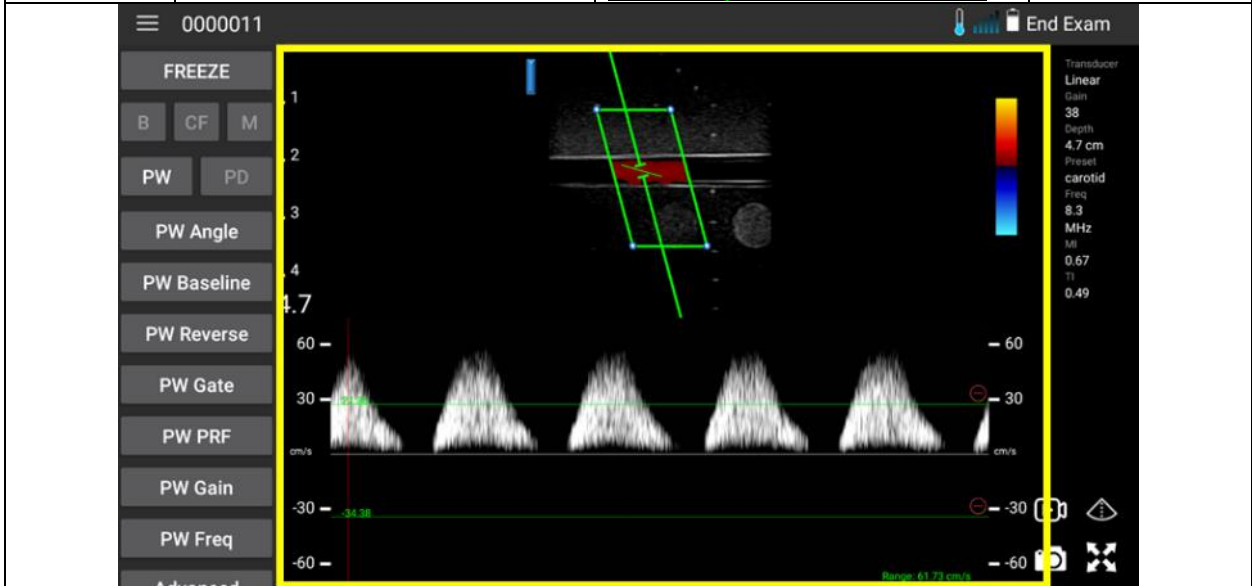 0000011
End Exam
FREEZE
B CF M
PW PD
PW Angle
PW Baseline
PW Reverse
PW Gate
PW PRF
PW Gain
PW Freq
Advanced
1
2
3
4
4.7
60
30
cm/s
-30
-34.38
-60
60
30
cm/s
-30
-60
Range: 61.73 cm/s
Transducer
Linear
Gain
38
Depth
4.7 cm
Preset
carotid
Freq
8.3
MHz
MI
0.67
TI
0.49